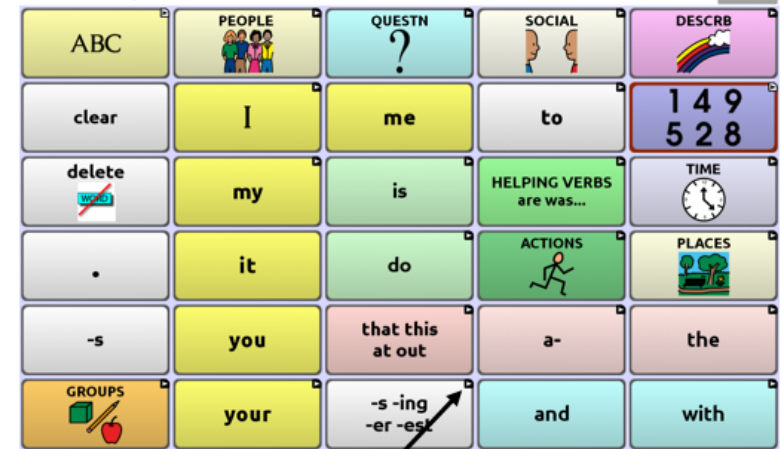 ABC
PEOPLE
QUESTN
?
SOCIAL
DESCRB
clear
I
me
to
1 4 9
5 2 8
delete
WORD
my
is
HELPING VERBS
are was...
TIME
.
it
do
ACTIONS
PLACES
-s
you
that this
at out
a-
the
GROUPS
your
-s -ing
-er -est
and
with